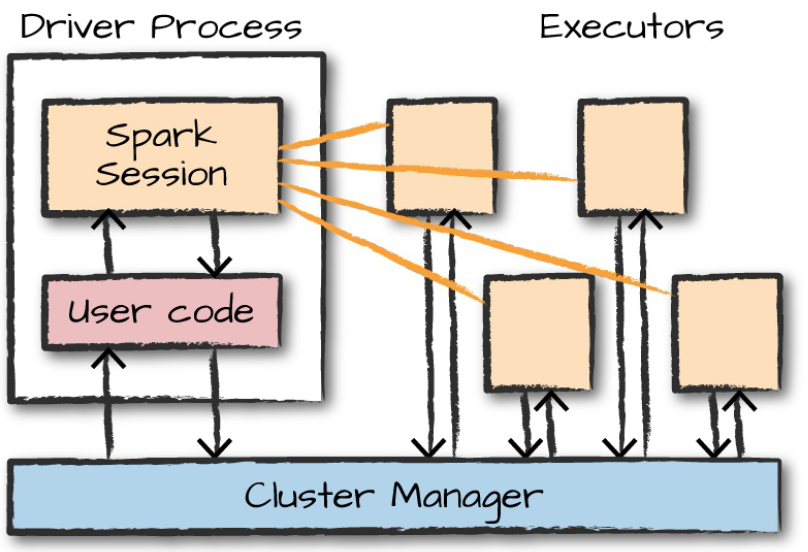 Driver Process
Executors
Spark
Session
User code
Cluster Manager